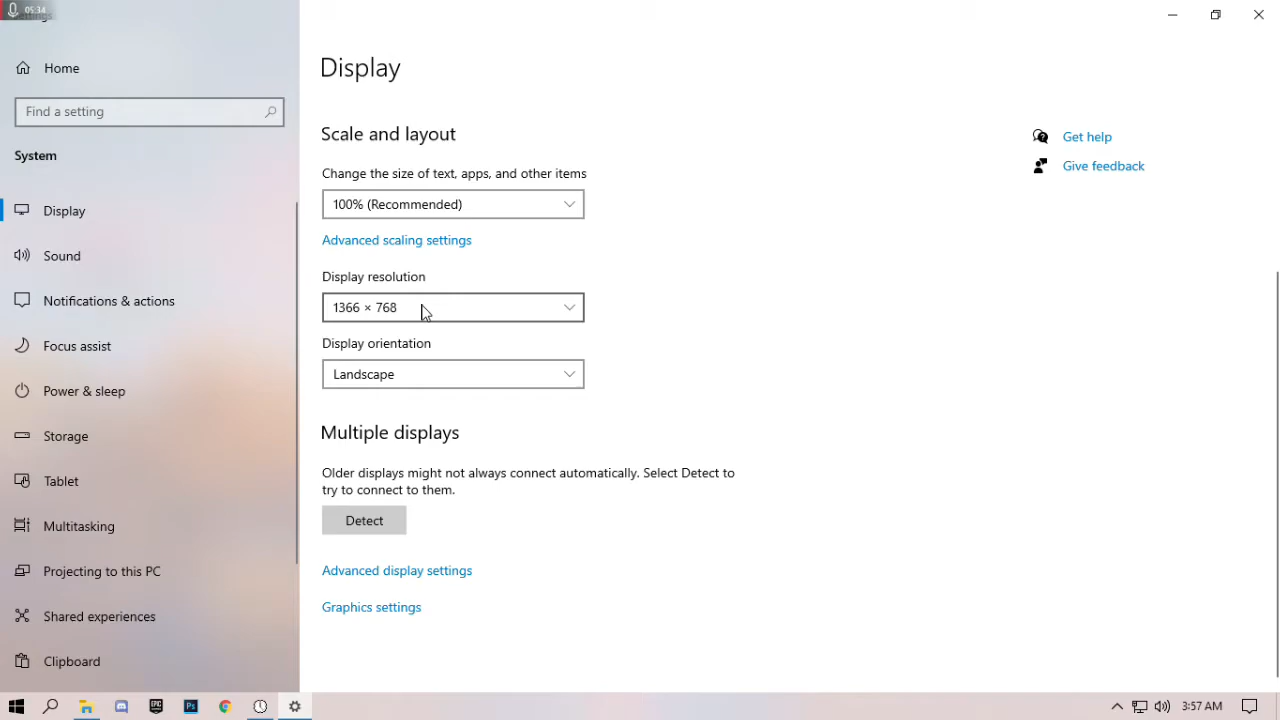 05:34
Home
Find a setting
System
Display
Sound
Notifications & actions
Focus assist
Power & sleep
Storage
Tablet
Multitasking
Projecting to this PC
Shared experiences
Clipboard
Display
Scale and layout
Change the size of text, apps, and other items
100% (Recommended)
Advanced scaling settings
Display resolution
1366 × 768
Display orientation
Landscape
Multiple displays
Older displays might not always connect automatically. Select Detect to
try to connect to them.
Detect
Advanced display settings
Graphics settings
Get help
Give feedback
EPIC
Ps
3:57 AM